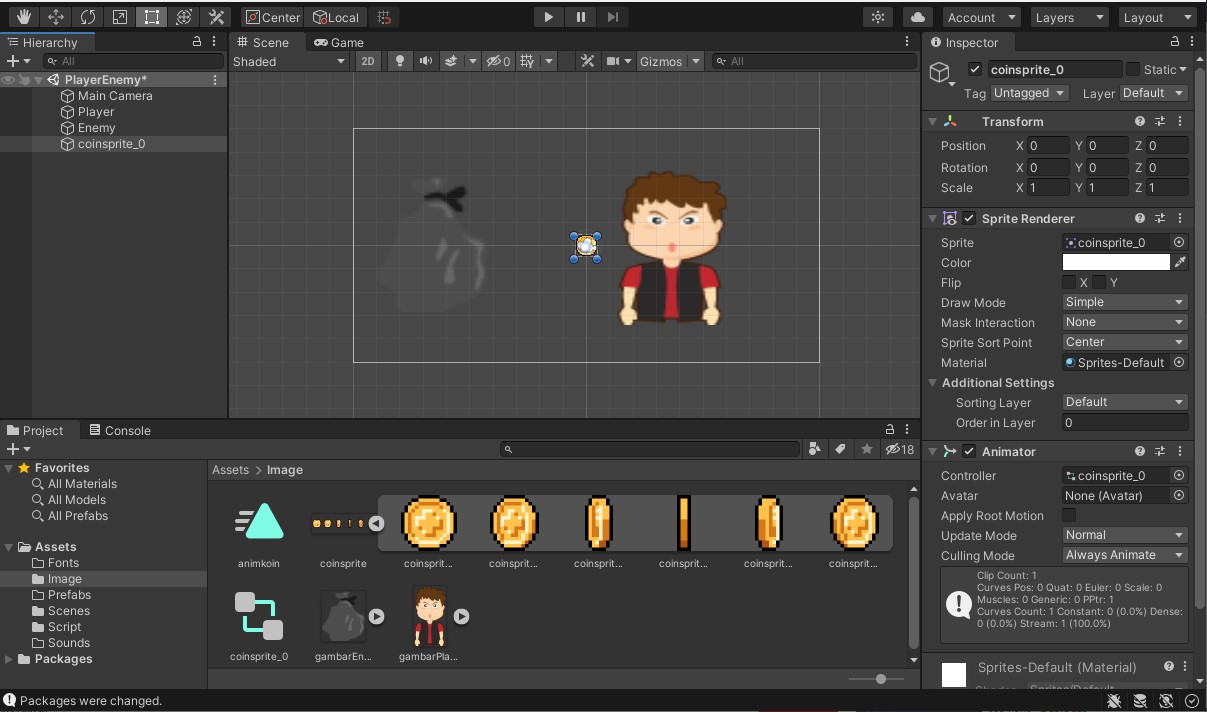 Center Local Account Layers Layout
Hierarchy
All
PlayerEnemy*
Main Camera
Player
Enemy
coinsprite_0
Scene Game
Shaded 2D 0 Gizmos All
Inspector
coinsprite_0 Static
Tag Untagged Layer Default
Transform
Position X 0 Y 0 Z 0
Rotation X 0 Y 0 Z 0
Scale X 1 Y 1 Z 1
Sprite Renderer
Sprite coinsprite_0
Color
Flip X Y
Draw Mode Simple
Mask Interaction None
Sprite Sort Point Center
Material Sprites-Default
Additional Settings
Sorting Layer Default
Order in Layer 0
Animator
Controller coinsprite_0
Avatar None (Avatar)
Apply Root Motion
Update Mode Normal
Culling Mode Always Animate
Clip Count: 1
Curves Pos: 0 Quat: 0 Euler: 0 Scale: 0
Muscles: 0 Generic: 0 PPtr: 1
Curves Count: 1 Constant: 0 (0.0%) Dense:
0 (0.0%) Stream: 1 (100.0%)
Sprites-Default (Material)
Shader Sprites/Default
Project Console
18
Favorites
All Materials
All Models
All Prefabs
Assets
Fonts
Image
Prefabs
Scenes
Script
Sounds
Packages
Assets > Image
animkoin coinsprite coinsprit... coinsprit... coinsprit... coinsprit... coinsprit... coinsprit...
coinsprite_0 gambarEn... gambarPla...
Packages were changed.